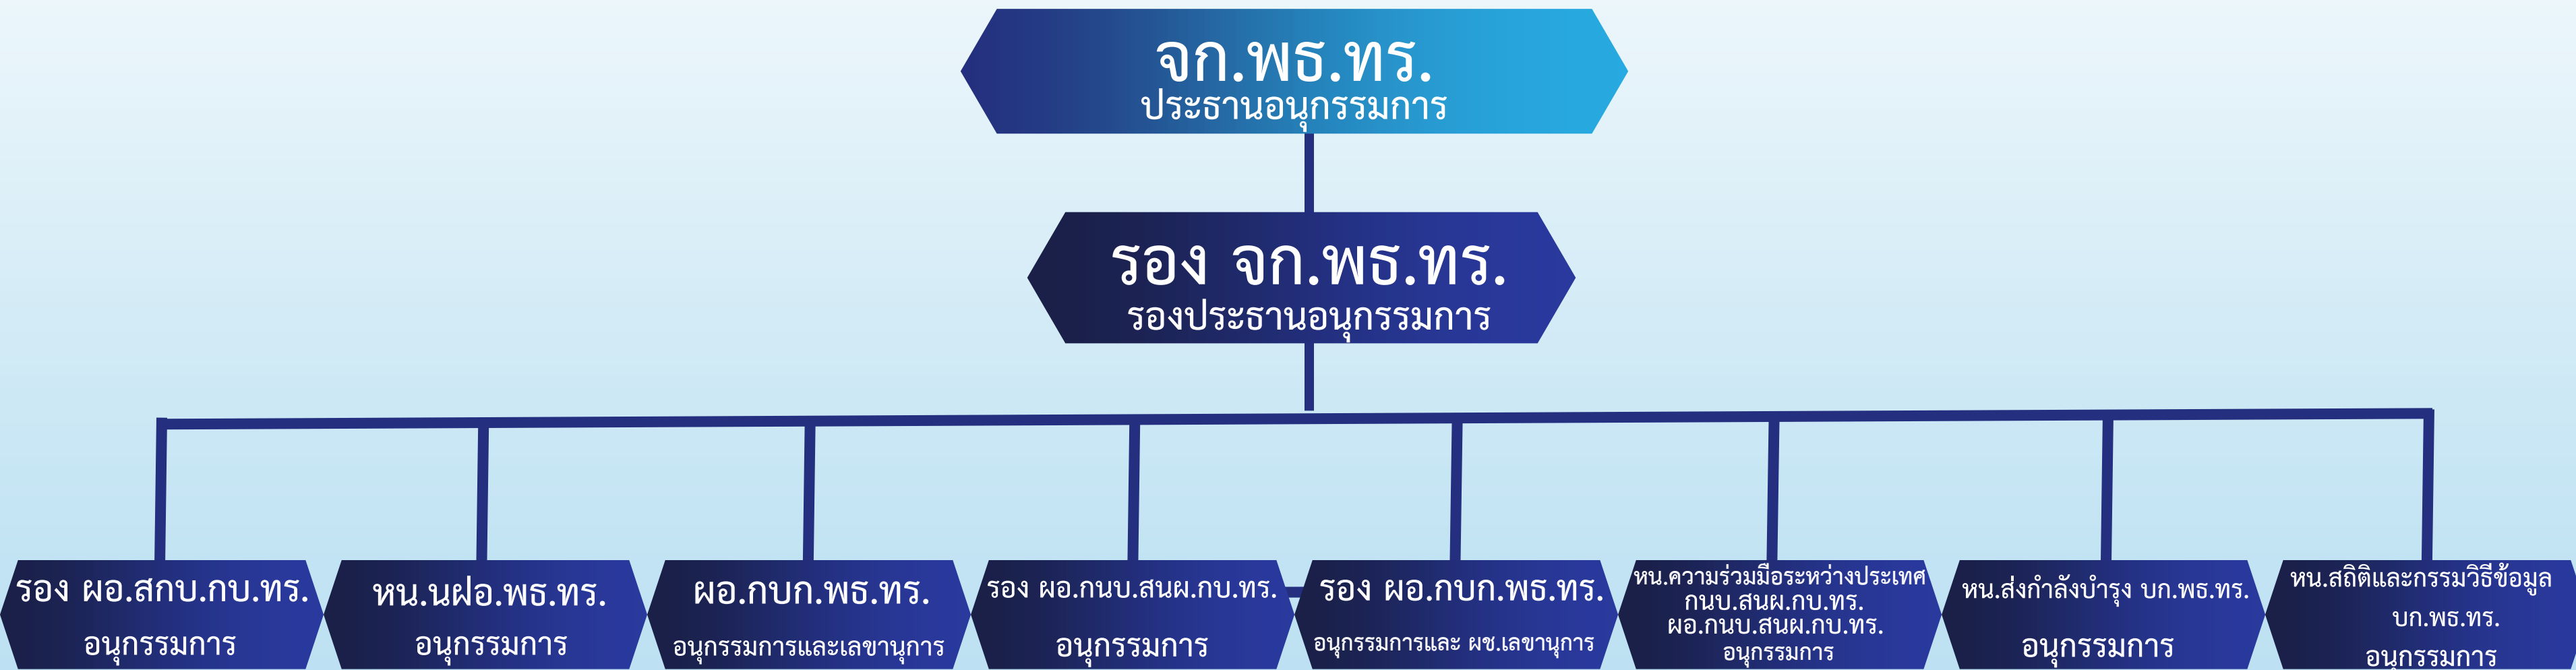 จก.พธ.ทร.
ประธานอนุกรรมการ
รอง จก.พธ.ทร.
รองประธานอนุกรรมการ
รอง ผอ.สกบ.กบ.ทร.
อนุกรรมการ
หน.นฝอ.พธ.ทร.
อนุกรรมการ
ผอ.กบก.พธ.ทร.
อนุกรรมการและเลขานุการ
รอง ผอ.กนบ.สนผ.กบ.ทร.
อนุกรรมการ
รอง ผอ.กบก.พธ.ทร.
อนุกรรมการและ ผช.เลขานุการ
หน.ความร่วมมือระหว่างประเทศ
กนบ.สนผ.กบ.ทร.
ผอ.กนบ.สนผ.กบ.ทร.
อนุกรรมการ
หน.ส่งกำลังบำรุง บก.พธ.ทร.
อนุกรรมการ
หน.สถิติและกรรมวิธีข้อมูล
บก.พธ.ทร.
อนุกรรมการ